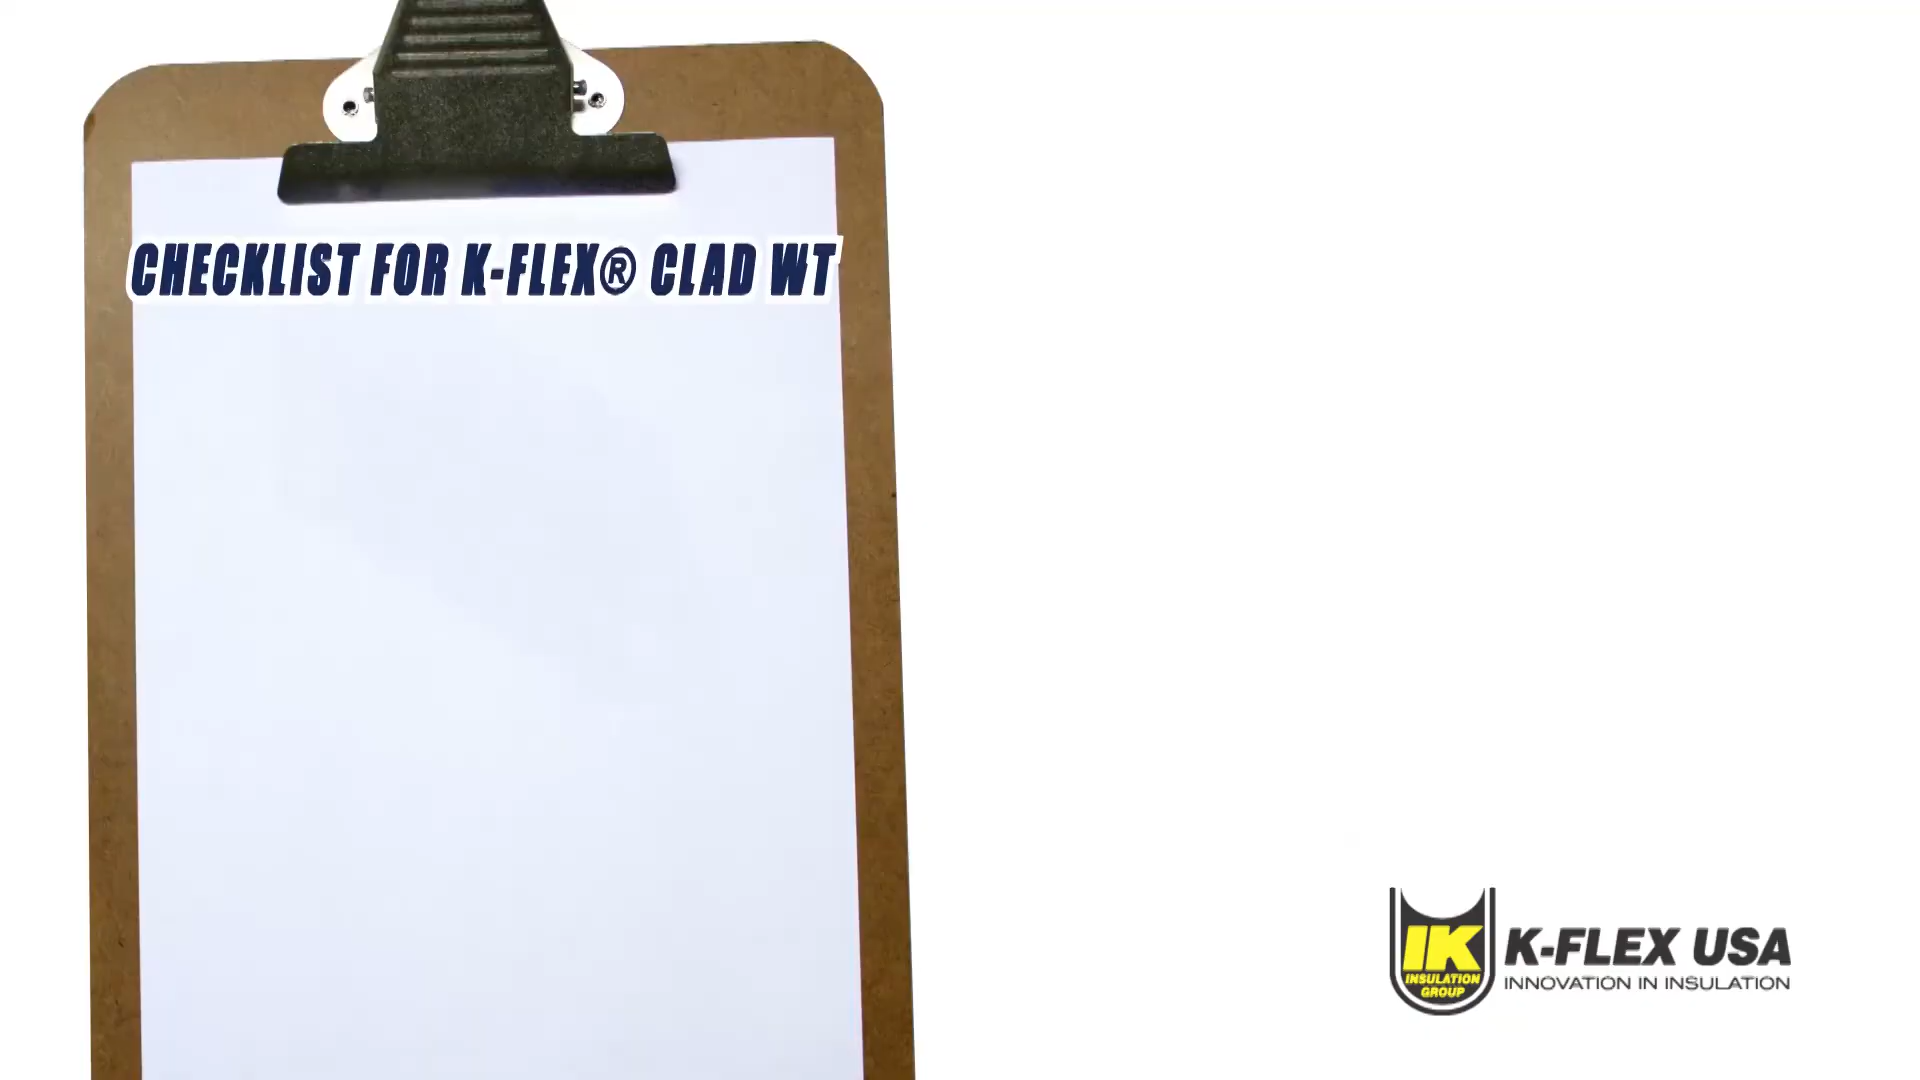 CHECKLIST FOR K-FLEX® CLAD WT
IK
INSULATION
GROUP
K-FLEX USA
INNOVATION IN INSULATION